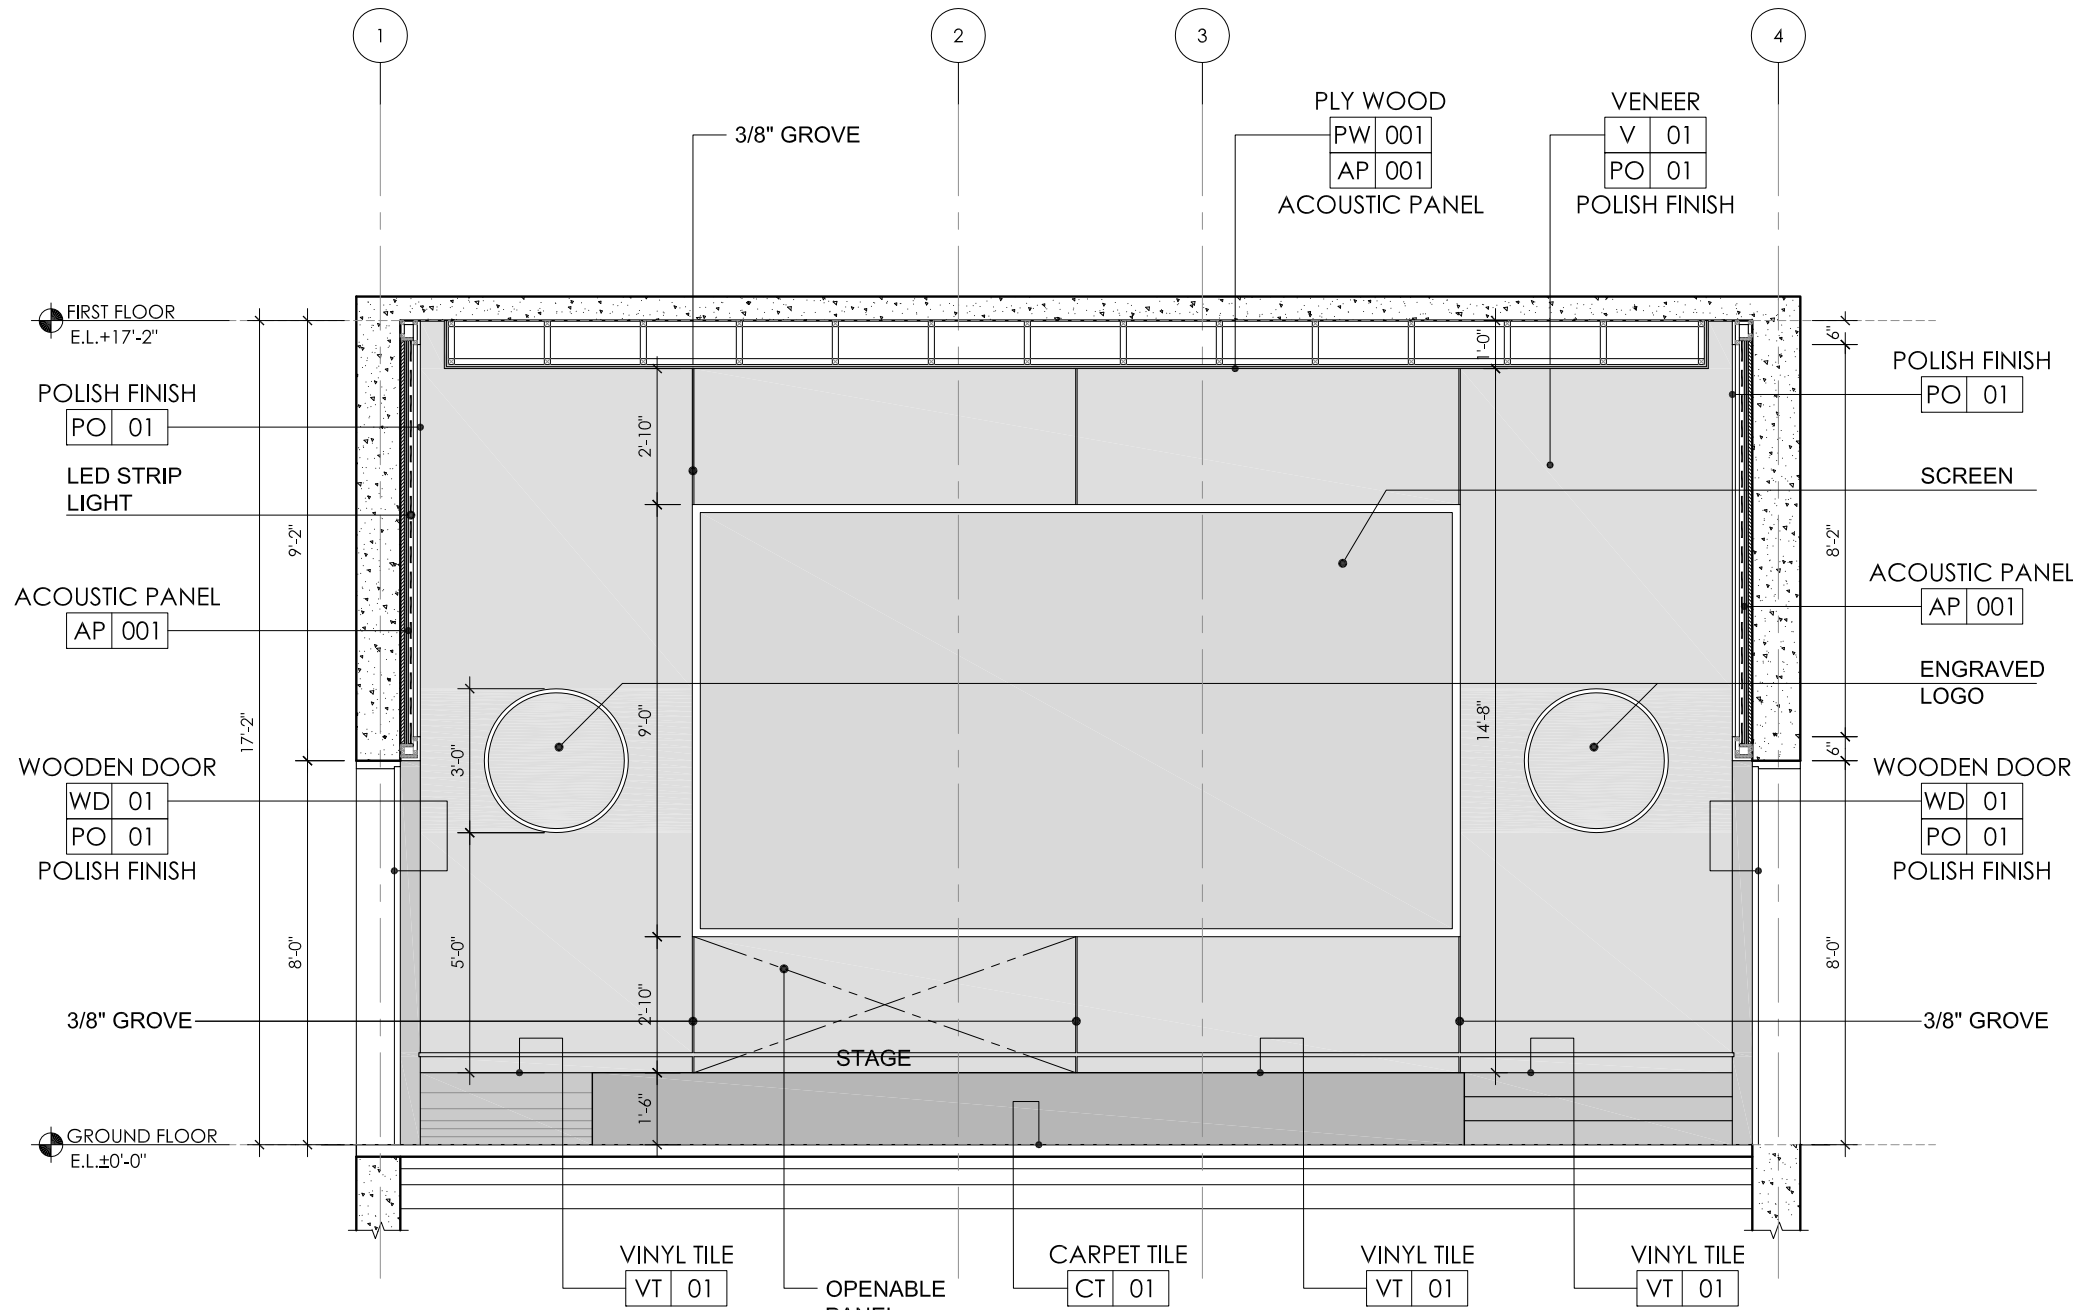 1
2
3
4
3/8" GROVE
PLY WOOD
PW 001
AP 001
ACOUSTIC PANEL
VENEER
V 01
PO 01
POLISH FINISH
FIRST FLOOR
E.L.+17'-2"
POLISH FINISH
PO 01
LED STRIP
LIGHT
ACOUSTIC PANEL
AP 001
WOODEN DOOR
WD 01
PO 01
POLISH FINISH
3/8" GROVE
GROUND FLOOR
E.L.±0'-0"
17'-2"
9'-2"
8'-0"
3'-0"
5'-0"
2'-10"
9'-0"
2'-10"
1'-6"
STAGE
1'-0"
14'-8"
6"
8'-2"
6"
8'-0"
POLISH FINISH
PO 01
SCREEN
ACOUSTIC PANEL
AP 001
ENGRAVED
LOGO
WOODEN DOOR
WD 01
PO 01
POLISH FINISH
3/8" GROVE
VINYL TILE
VT 01
OPENABLE
PANEL
CARPET TILE
CT 01
VINYL TILE
VT 01
VINYL TILE
VT 01